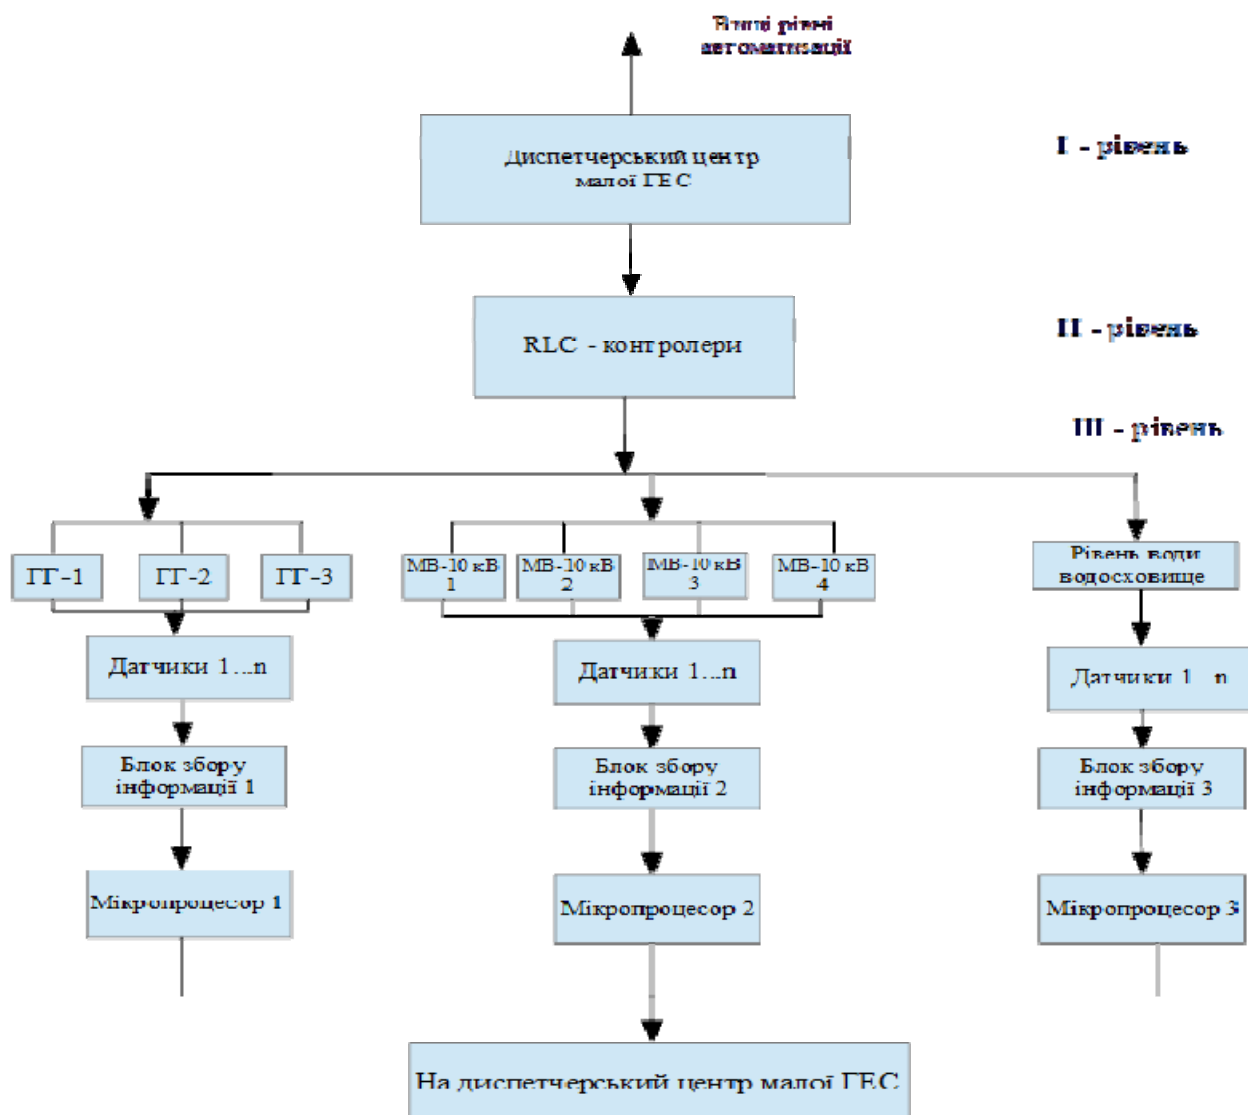 Вищі рівні
автоматизації
Диспетчерський центр
малої ГЕС
I - рівень
RLC - контролери
II - рівень
III - рівень
ГГ-1
ГГ-2
ГГ-3
МВ-10 кВ
1
МВ-10 кВ
2
МВ-10 кВ
3
МВ-10 кВ
4
Рівень води
водосховище
Датчики 1...n
Датчики 1...n
Датчики 1...n
Блок збору
інформації 1
Блок збору
інформації 2
Блок збору
інформації 3
Мікропроцесор 1
Мікропроцесор 2
Мікропроцесор 3
На диспетчерський центр малої ГЕС